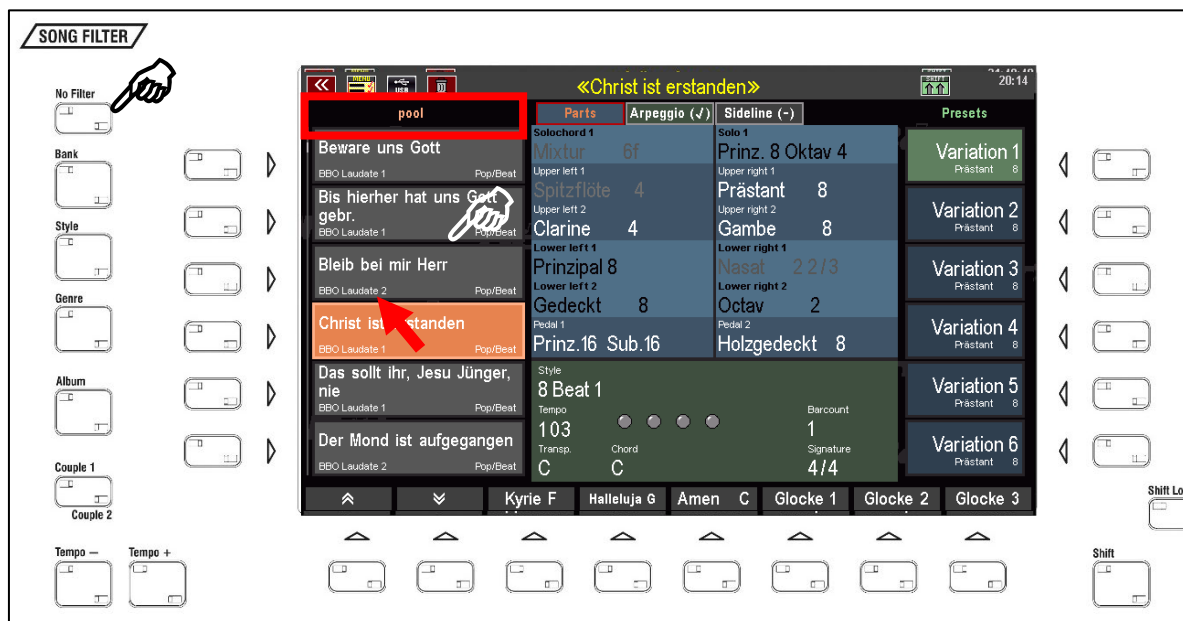 SONG FILTER
No Filter
Bank
Style
Genre
Album
Couple 1
Couple 2
Tempo –
Tempo +
MENU
USB
«Christ ist erstanden»
SHIFT
20:14
pool
Parts
Arpeggio (√)
Sideline (-)
Presets
Beware uns Gott
BBO Laudate 1
Pop/Beat
Bis hierher hat uns Gott
gebr.
BBO Laudate 1
Pop/Beat
Bleib bei mir Herr
BBO Laudate 2
Pop/Beat
Christ ist
BBO Laudate 1
Pop/Beat
Das sollt ihr, Jesu Jünger,
nie
BBO Laudate 1
Pop/Beat
Der Mond ist aufgegangen
BBO Laudate 2
Pop/Beat
Solochord 1
Mixtur 6f
Solo 1
Prinz. 8 Oktav 4
Upper left 1
Spitzflöte 4
Upper right 1
Prästant 8
Upper left 2
Clarine 4
Upper right 2
Gambe 8
Lower left 1
Prinzipal 8
Lower right 1
Nasat 2 2/3
Lower left 2
Gedeckt 8
Lower right 2
Octav 2
Pedal 1
Prinz.16 Sub.16
Pedal 2
Holzgedeckt 8
Style
8 Beat 1
Tempo
103
Barcount
1
Transp.
C
Chord
C
Signature
4/4
Variation 1
Prästant 8
Variation 2
Prästant 8
Variation 3
Prästant 8
Variation 4
Prästant 8
Variation 5
Prästant 8
Variation 6
Prästant 8
Kyrie F
Halleluja G
Amen C
Glocke 1
Glocke 2
Glocke 3
Shift Lo
Shift